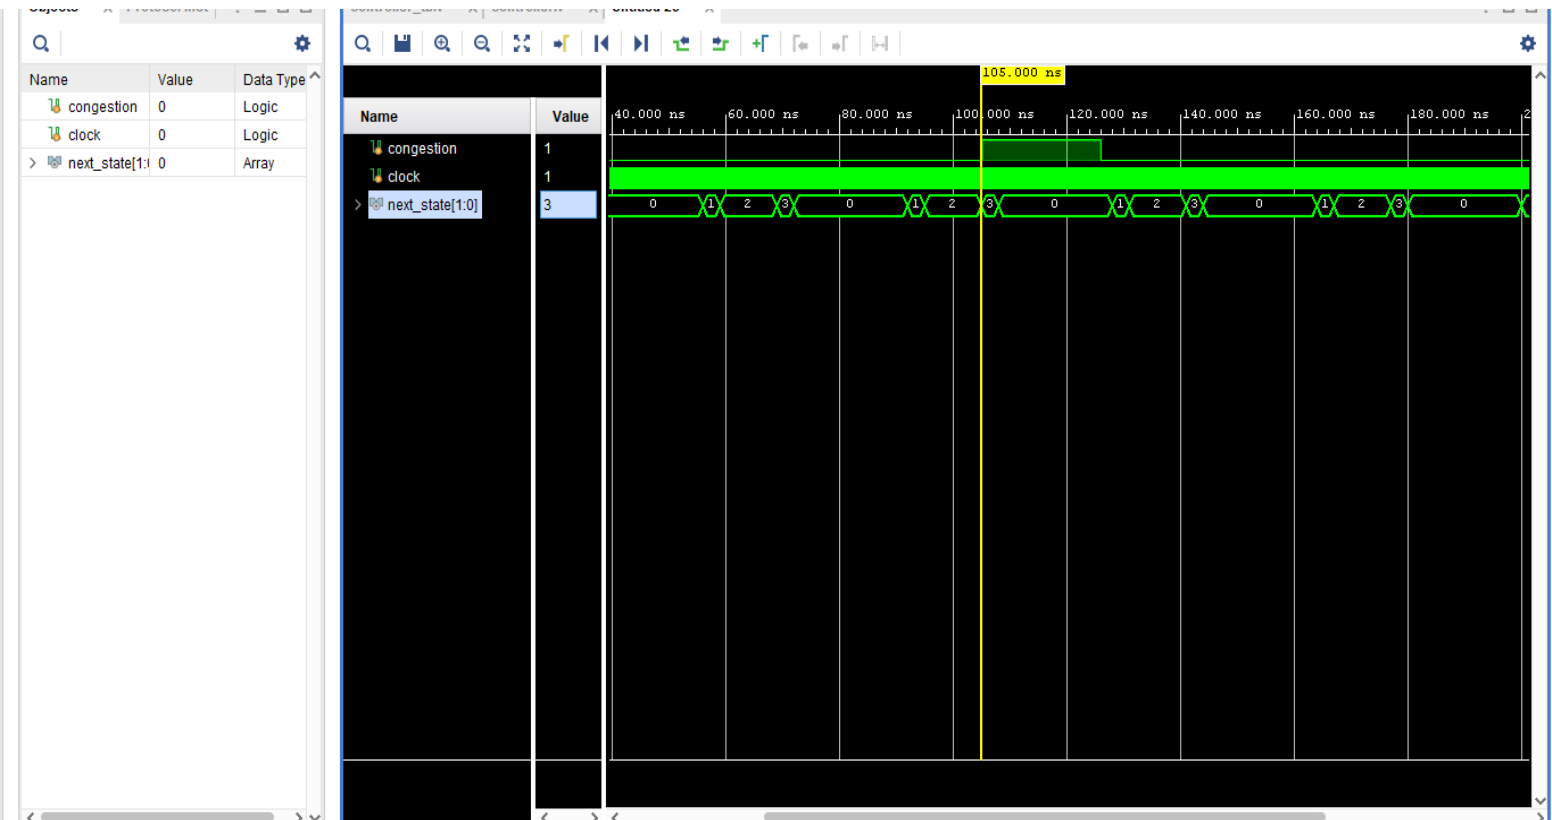 Objects
Name Value Data Type
congestion 0 Logic
clock 0 Logic
next_state[1:( 0 Array
105.000 ns
Name Value
40.000 ns 60.000 ns 80.000 ns 100.000 ns 120.000 ns 140.000 ns 160.000 ns 180.000 ns 2
congestion 1
clock 1
next_state[1:0] 3
0 1 2 3 0 1 2 3 0 1 2 3 0 1 2 3 0